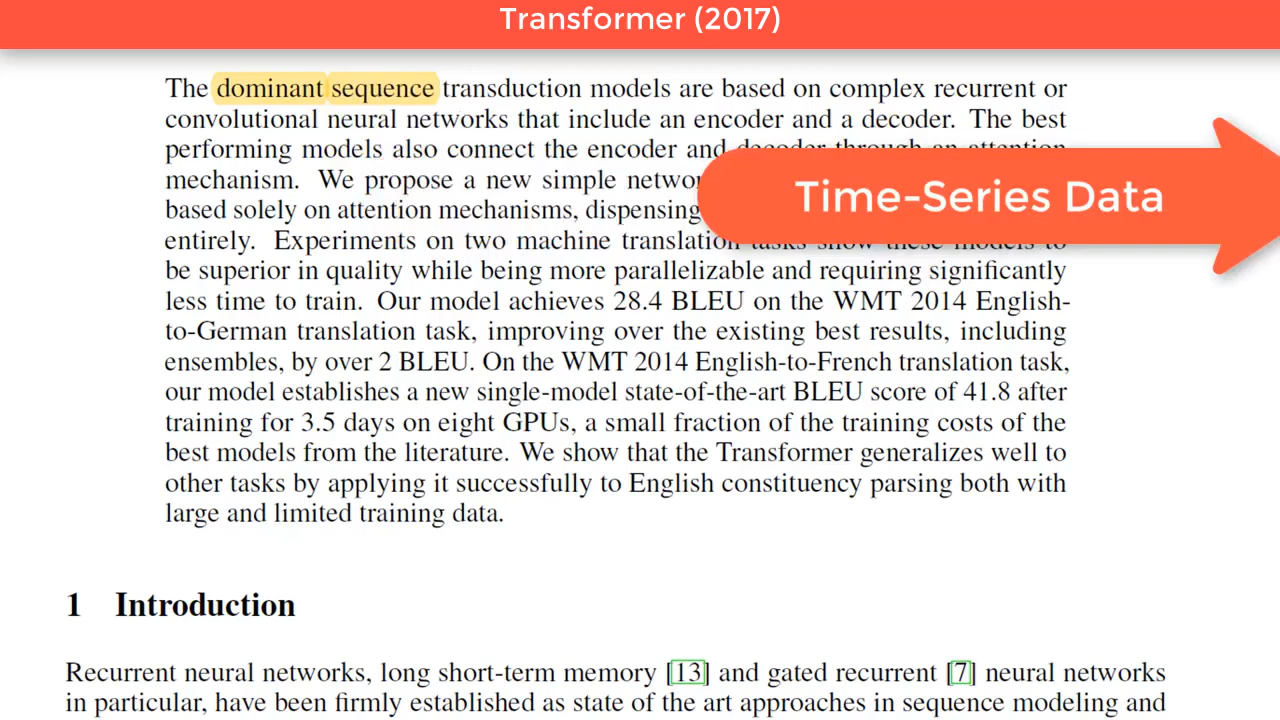 Transformer (2017)
The dominant sequence transduction models are based on complex recurrent or
convolutional neural networks that include an encoder and a decoder. The best
performing models also connect the encoder and decoder through an attention
mechanism. We propose a new simple networ
Time-Series Data
based solely on attention mechanisms, dispensing
entirely. Experiments on two machine translation tasks show these models to
be superior in quality while being more parallelizable and requiring significantly
less time to train. Our model achieves 28.4 BLEU on the WMT 2014 English-
to-German translation task, improving over the existing best results, including
ensembles, by over 2 BLEU. On the WMT 2014 English-to-French translation task,
our model establishes a new single-model state-of-the-art BLEU score of 41.8 after
training for 3.5 days on eight GPUs, a small fraction of the training costs of the
best models from the literature. We show that the Transformer generalizes well to
other tasks by applying it successfully to English constituency parsing both with
large and limited training data.
1 Introduction
Recurrent neural networks, long short-term memory [13] and gated recurrent [7] neural networks
in particular, have been firmly established as state of the art approaches in sequence modeling and